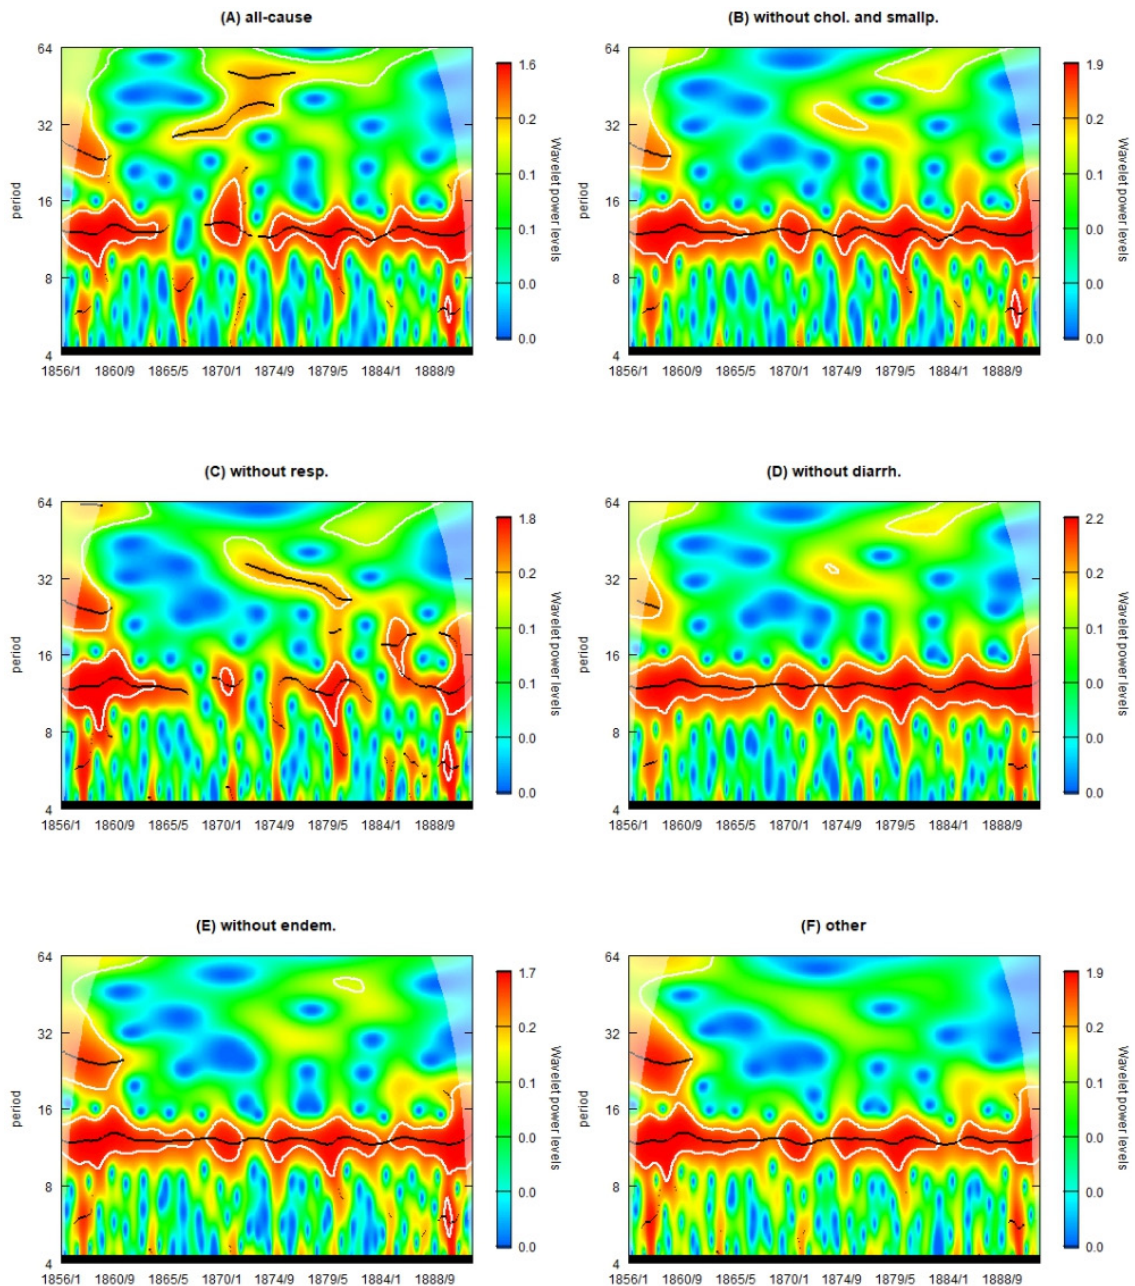 (A) all-cause
64
32
16
8
4
period
1856/1 1860/9 1865/5 1870/1 1874/9 1879/5 1884/1 1888/9
1.6
0.2
0.1
0.1
0.0
0.0
Wavelet power levels
(B) without chol. and smallp.
64
32
16
8
4
period
1856/1 1860/9 1865/5 1870/1 1874/9 1879/5 1884/1 1888/9
1.9
0.2
0.1
0.1
0.0
0.0
Wavelet power levels
(C) without resp.
64
32
16
8
4
period
1856/1 1860/9 1865/5 1870/1 1874/9 1879/5 1884/1 1888/9
1.8
0.2
0.1
0.1
0.0
0.0
Wavelet power levels
(D) without diarrh.
64
32
16
8
4
period
1856/1 1860/9 1865/5 1870/1 1874/9 1879/5 1884/1 1888/9
2.2
0.2
0.1
0.1
0.0
0.0
Wavelet power levels
(E) without endem.
64
32
16
8
4
period
1856/1 1860/9 1865/5 1870/1 1874/9 1879/5 1884/1 1888/9
1.7
0.2
0.1
0.0
0.0
0.0
Wavelet power levels
(F) other
64
32
16
8
4
period
1856/1 1860/9 1865/5 1870/1 1874/9 1879/5 1884/1 1888/9
1.9
0.2
0.1
0.0
0.0
0.0
Wavelet power levels